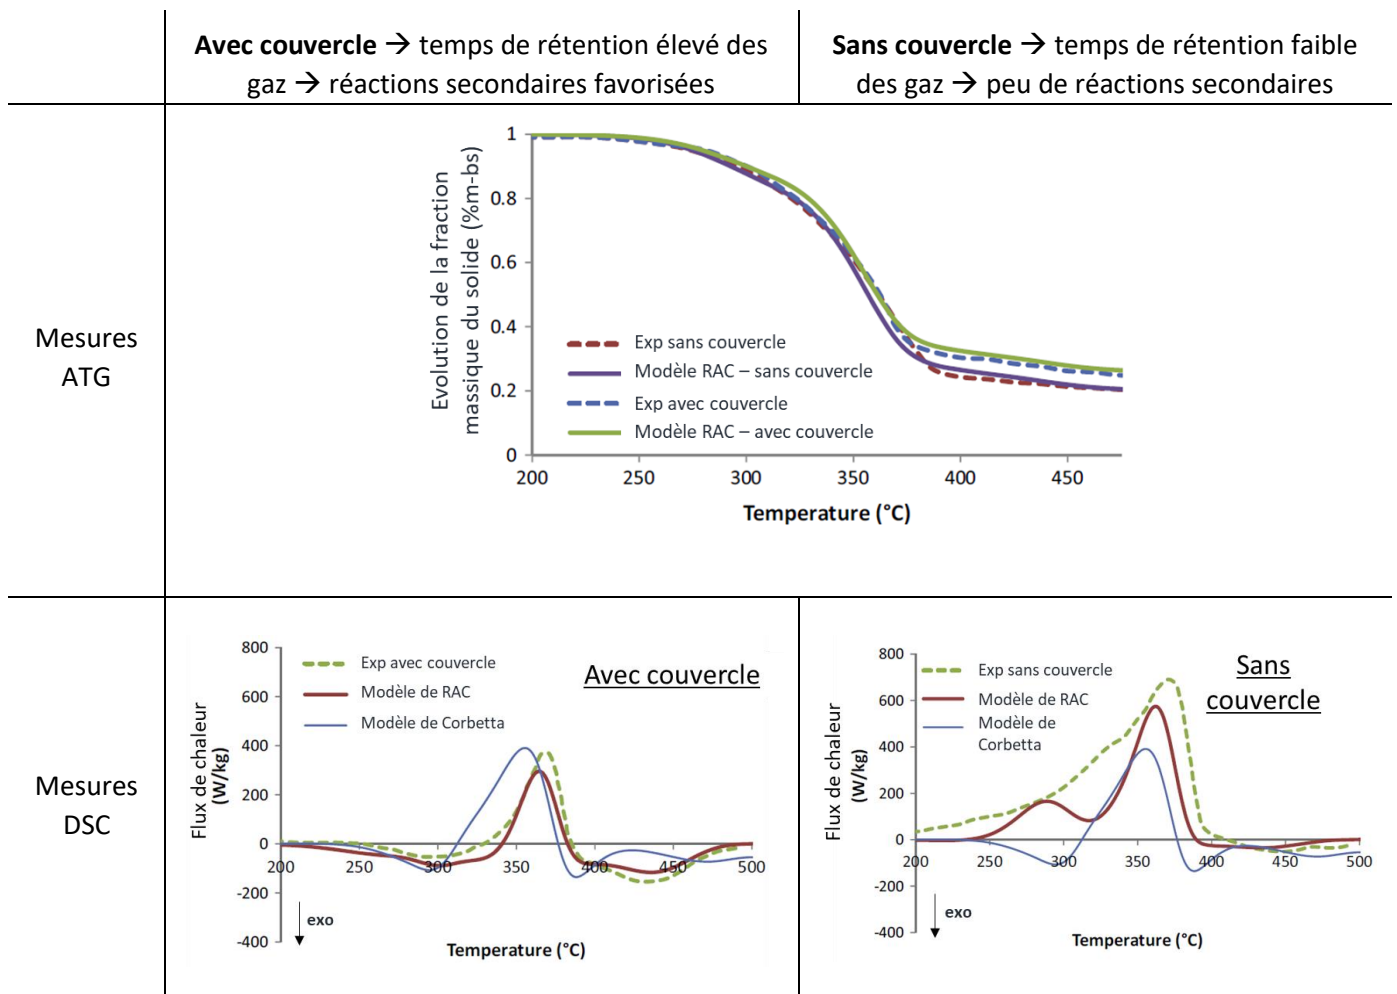 Avec couvercle → temps de rétention élevé des
gaz → réactions secondaires favorisées
Sans couvercle → temps de rétention faible
des gaz → peu de réactions secondaires
Mesures
ATG
Evolution de la fraction
massique du solide (%m-bs)
1
0.8
0.6
0.4
0.2
0
Exp sans couvercle
Modèle RAC – sans couvercle
Exp avec couvercle
Modèle RAC – avec couvercle
200 250 300 350 400 450
Temperature (°C)
Mesures
DSC
Flux de chaleur
(W/kg)
800
600
400
200
0
-200
-400
Exp avec couvercle
Modèle de RAC
Modèle de Corbetta
Avec couvercle
200 250 300 350 400 450 500
exo
Temperature (°C)
Flux de chaleur
(W/kg)
800
600
400
200
0
-200
-400
Exp sans couvercle
Modèle de RAC
Modèle de
Corbetta
Sans
couvercle
200 250 300 350 400 450 500
exo
Temperature (°C)